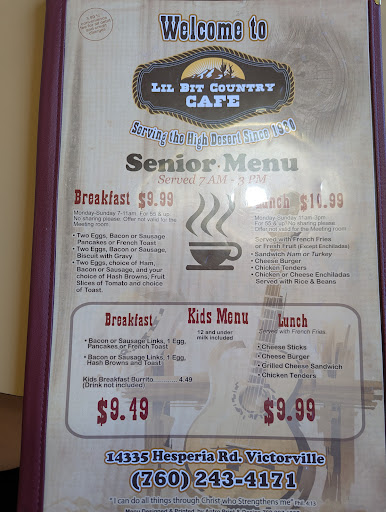 Welcome to
LIL BIT COUNTRY
CAFE
Serving the High Desert Since 1990
Senior Menu
Served 7 AM - 3 PM
Breakfast $9.99
Monday-Sunday 7-11am. For 55 & up
No sharing please. Offer not valid for the
Meeting room
• Two Eggs, Bacon or Sausage
Pancakes or French Toast
• Two Eggs, Bacon or Sausage,
Biscuit with Gravy
• Two Eggs, choice of Ham,
Bacon or Sausage, and your
choice of Hash Browns, Fruit
Slices of Tomato and choice
of Toast.
Lunch $10.99
Monday-Sunday 11am-3pm.
For 55 & up! No sharing please.
Offer not valid for the Meeting room
Served with French Fries
or Fresh Fruit (Except Enchiladas)
• Sandwich Ham or Turkey
• Cheese Burger
• Chicken Tenders
• Chicken or Cheese Enchiladas
Served with Rice & Beans
Kids Menu
12 and under
milk included
Breakfast
• Bacon or Sausage Links, 1 Egg,
Pancakes or French Toast
• Bacon or Sausage Links, 1 Egg,
Hash Browns and Toast
Kids Breakfast Burrito .......... 4.49
(Drink not included)
$9.49
Lunch
Served with French Fries
• Cheese Sticks
• Cheese Burger
• Grilled Cheese Sandwich
• Chicken Tenders
$9.99
14335 Hesperia Rd. Victorville
(760) 243-4171
"I can do all things through Christ who Strengthens me" Phil. 4:13
Menu Designed & Printed by